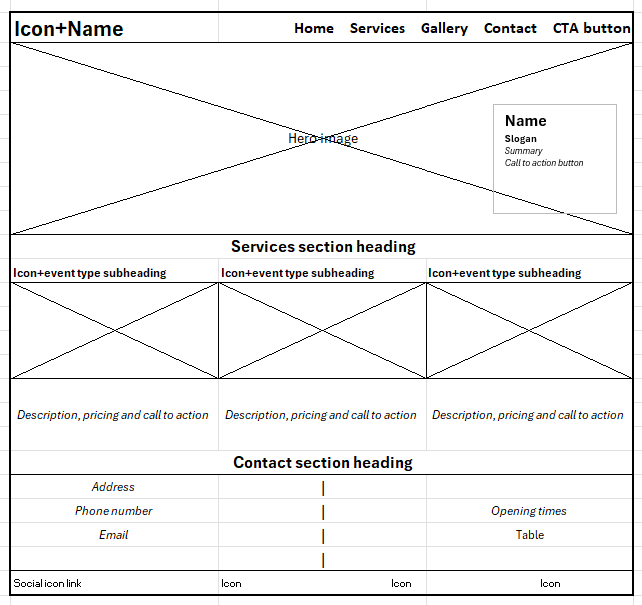 Icon+Name Home Services Gallery Contact CTA button
Hero image
Name
Slogan
Summary
Call to action button
Services section heading
Icon+event type subheading Icon+event type subheading Icon+event type subheading
Description, pricing and call to action Description, pricing and call to action Description, pricing and call to action
Contact section heading
Address |
Phone number | Opening times
Email | Table
|
Social icon link Icon Icon Icon